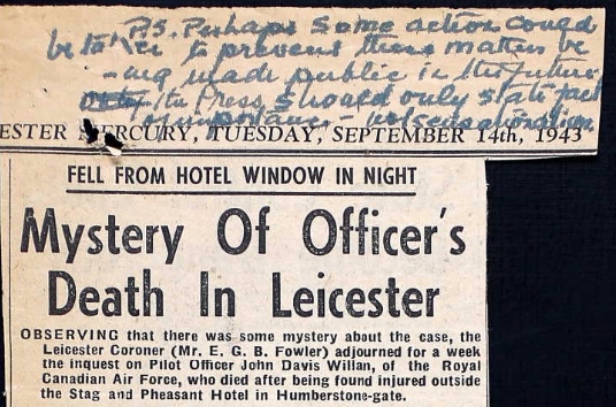 P.S. Perhaps some action could
be taken to prevent these matters be
-ing made public in the future
The Press should only state fact
of importance - not sensationalism
ESTER MERCURY, TUESDAY, SEPTEMBER 14th, 1943
FELL FROM HOTEL WINDOW IN NIGHT
Mystery Of Officer's
Death In Leicester
OBSERVING that there was some mystery about the case, the
Leicester Coroner (Mr. E. G. B. Fowler) adjourned for a week
the inquest on Pilot Officer John Davis Willan, of the Royal
Canadian Air Force, who died after being found injured outside
the Stag and Pheasant Hotel in Humberstone-gate.